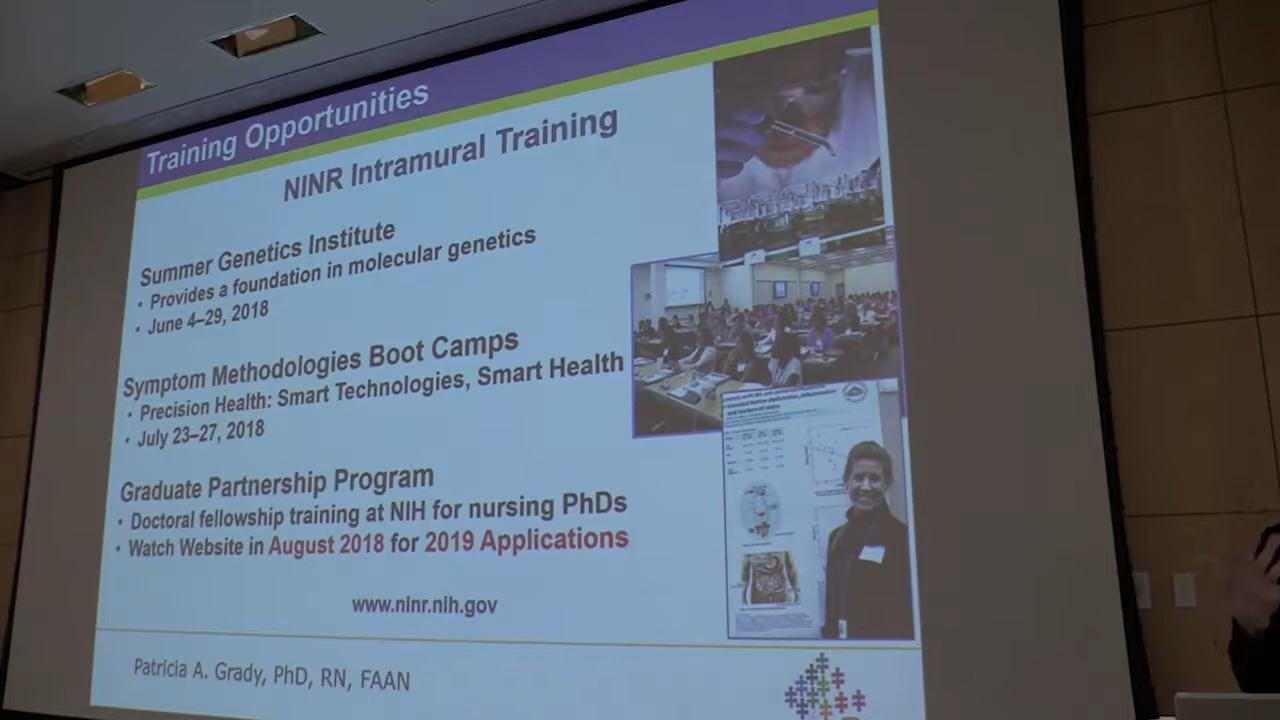 Training Opportunities
NINR Intramural Training
Summer Genetics Institute
• Provides a foundation in molecular genetics
• June 4–29, 2018
Symptom Methodologies Boot Camps
• Precision Health: Smart Technologies, Smart Health
• July 23–27, 2018
Graduate Partnership Program
• Doctoral fellowship training at NIH for nursing PhDs
• Watch Website in August 2018 for 2019 Applications
www.ninr.nih.gov
Patricia A. Grady, PhD, RN, FAAN